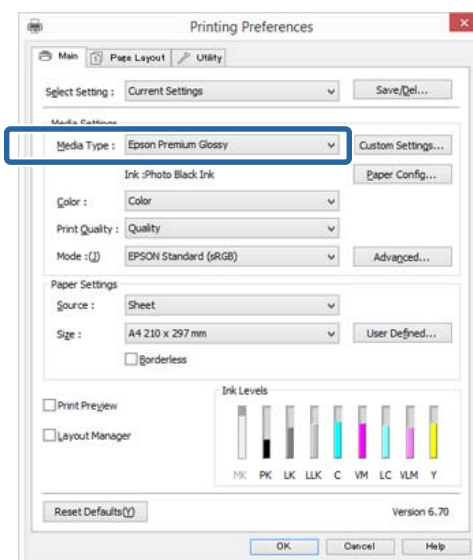 Printing Preferences
Main Page Layout Utility
Select Setting : Current Settings Save/Del...
Media Settings
Media Type : Epson Premium Glossy Custom Settings...
Ink :Photo Black Ink Paper Config...
Color : Color
Print Quality : Quality
Mode :(J) EPSON Standard (sRGB) Advanced...
Paper Settings
Source : Sheet
Size : A4 210 x 297 mm User Defined...
Borderless
Ink Levels
Print Preview
Layout Manager
MK PK LK LLK C VM LC VLM Y
Reset Defaults(Y) Version 6.70
OK Cancel Help